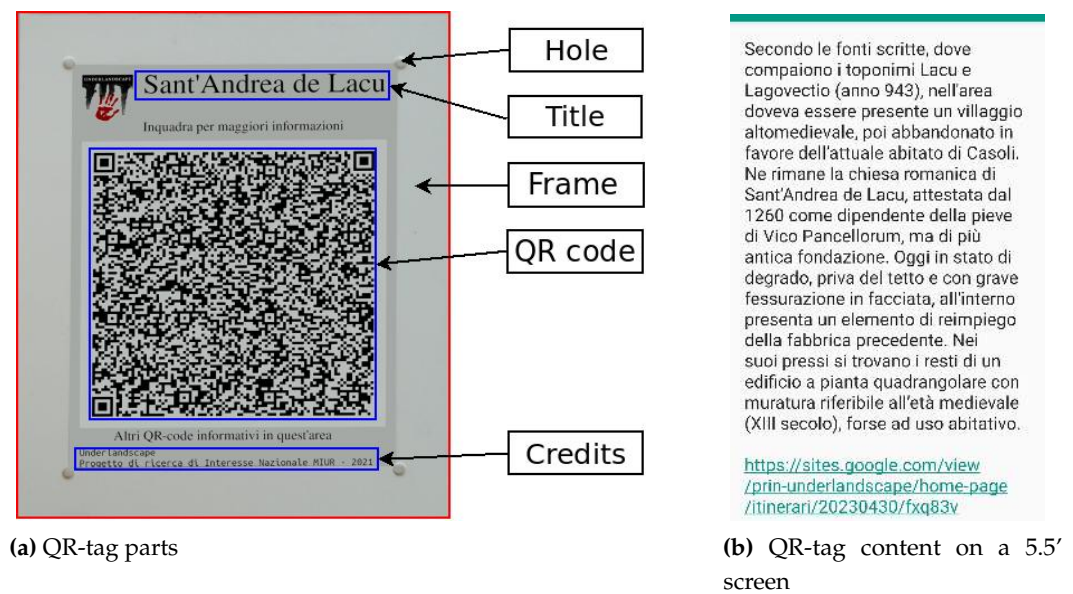 UNDERLANDSCAPE
Sant'Andrea de Lacu
Inquadra per maggiori informazioni
Altri QR-code informativi in quest'area
Underlandscape
Progetto di ricerca di Interesse Nazionale MIUR - 2021
Hole
Title
Frame
QR code
Credits
(a) QR-tag parts
Secondo le fonti scritte, dove
compaiono i toponimi Lacu e
Lagovectio (anno 943), nell'area
doveva essere presente un villaggio
altomedievale, poi abbandonato in
favore dell'attuale abitato di Casoli.
Ne rimane la chiesa romanica di
Sant'Andrea de Lacu, attestata dal
1260 come dipendente della pieve
di Vico Pancellorum, ma di più
antica fondazione. Oggi in stato di
degrado, priva del tetto e con grave
fessurazione in facciata, all'interno
presenta un elemento di reimpiego
della fabbrica precedente. Nei
suoi pressi si trovano i resti di un
edificio a pianta quadrangolare con
muratura riferibile all'età medievale
(XIII secolo), forse ad uso abitativo.
https://sites.google.com/view
/prin-underlandscape/home-page
/itinerari/20230430/fxq83v
(b) QR-tag content on a 5.5'
screen